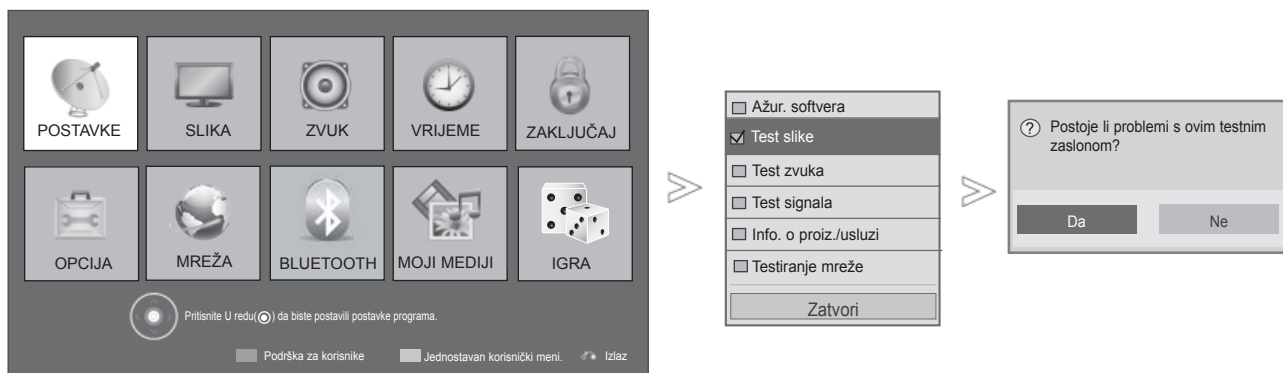 POSTAVKE
SLIKA
ZVUK
VRIJEME
ZAKLJUČAJ
OPCIJA
MREŽA
BLUETOOTH
MOJI MEDIJI
IGRA
Pritisnite U redu(◉) da biste postavili postavke programa.
Podrška za korisnike
Jednostavan korisnički meni.
Izlaz
Ažur. softvera
Test slike
Test zvuka
Test signala
Info. o proiz./usluzi
Testiranje mreže
Zatvori
Postoje li problemi s ovim testnim
zaslonom?
Da
Ne